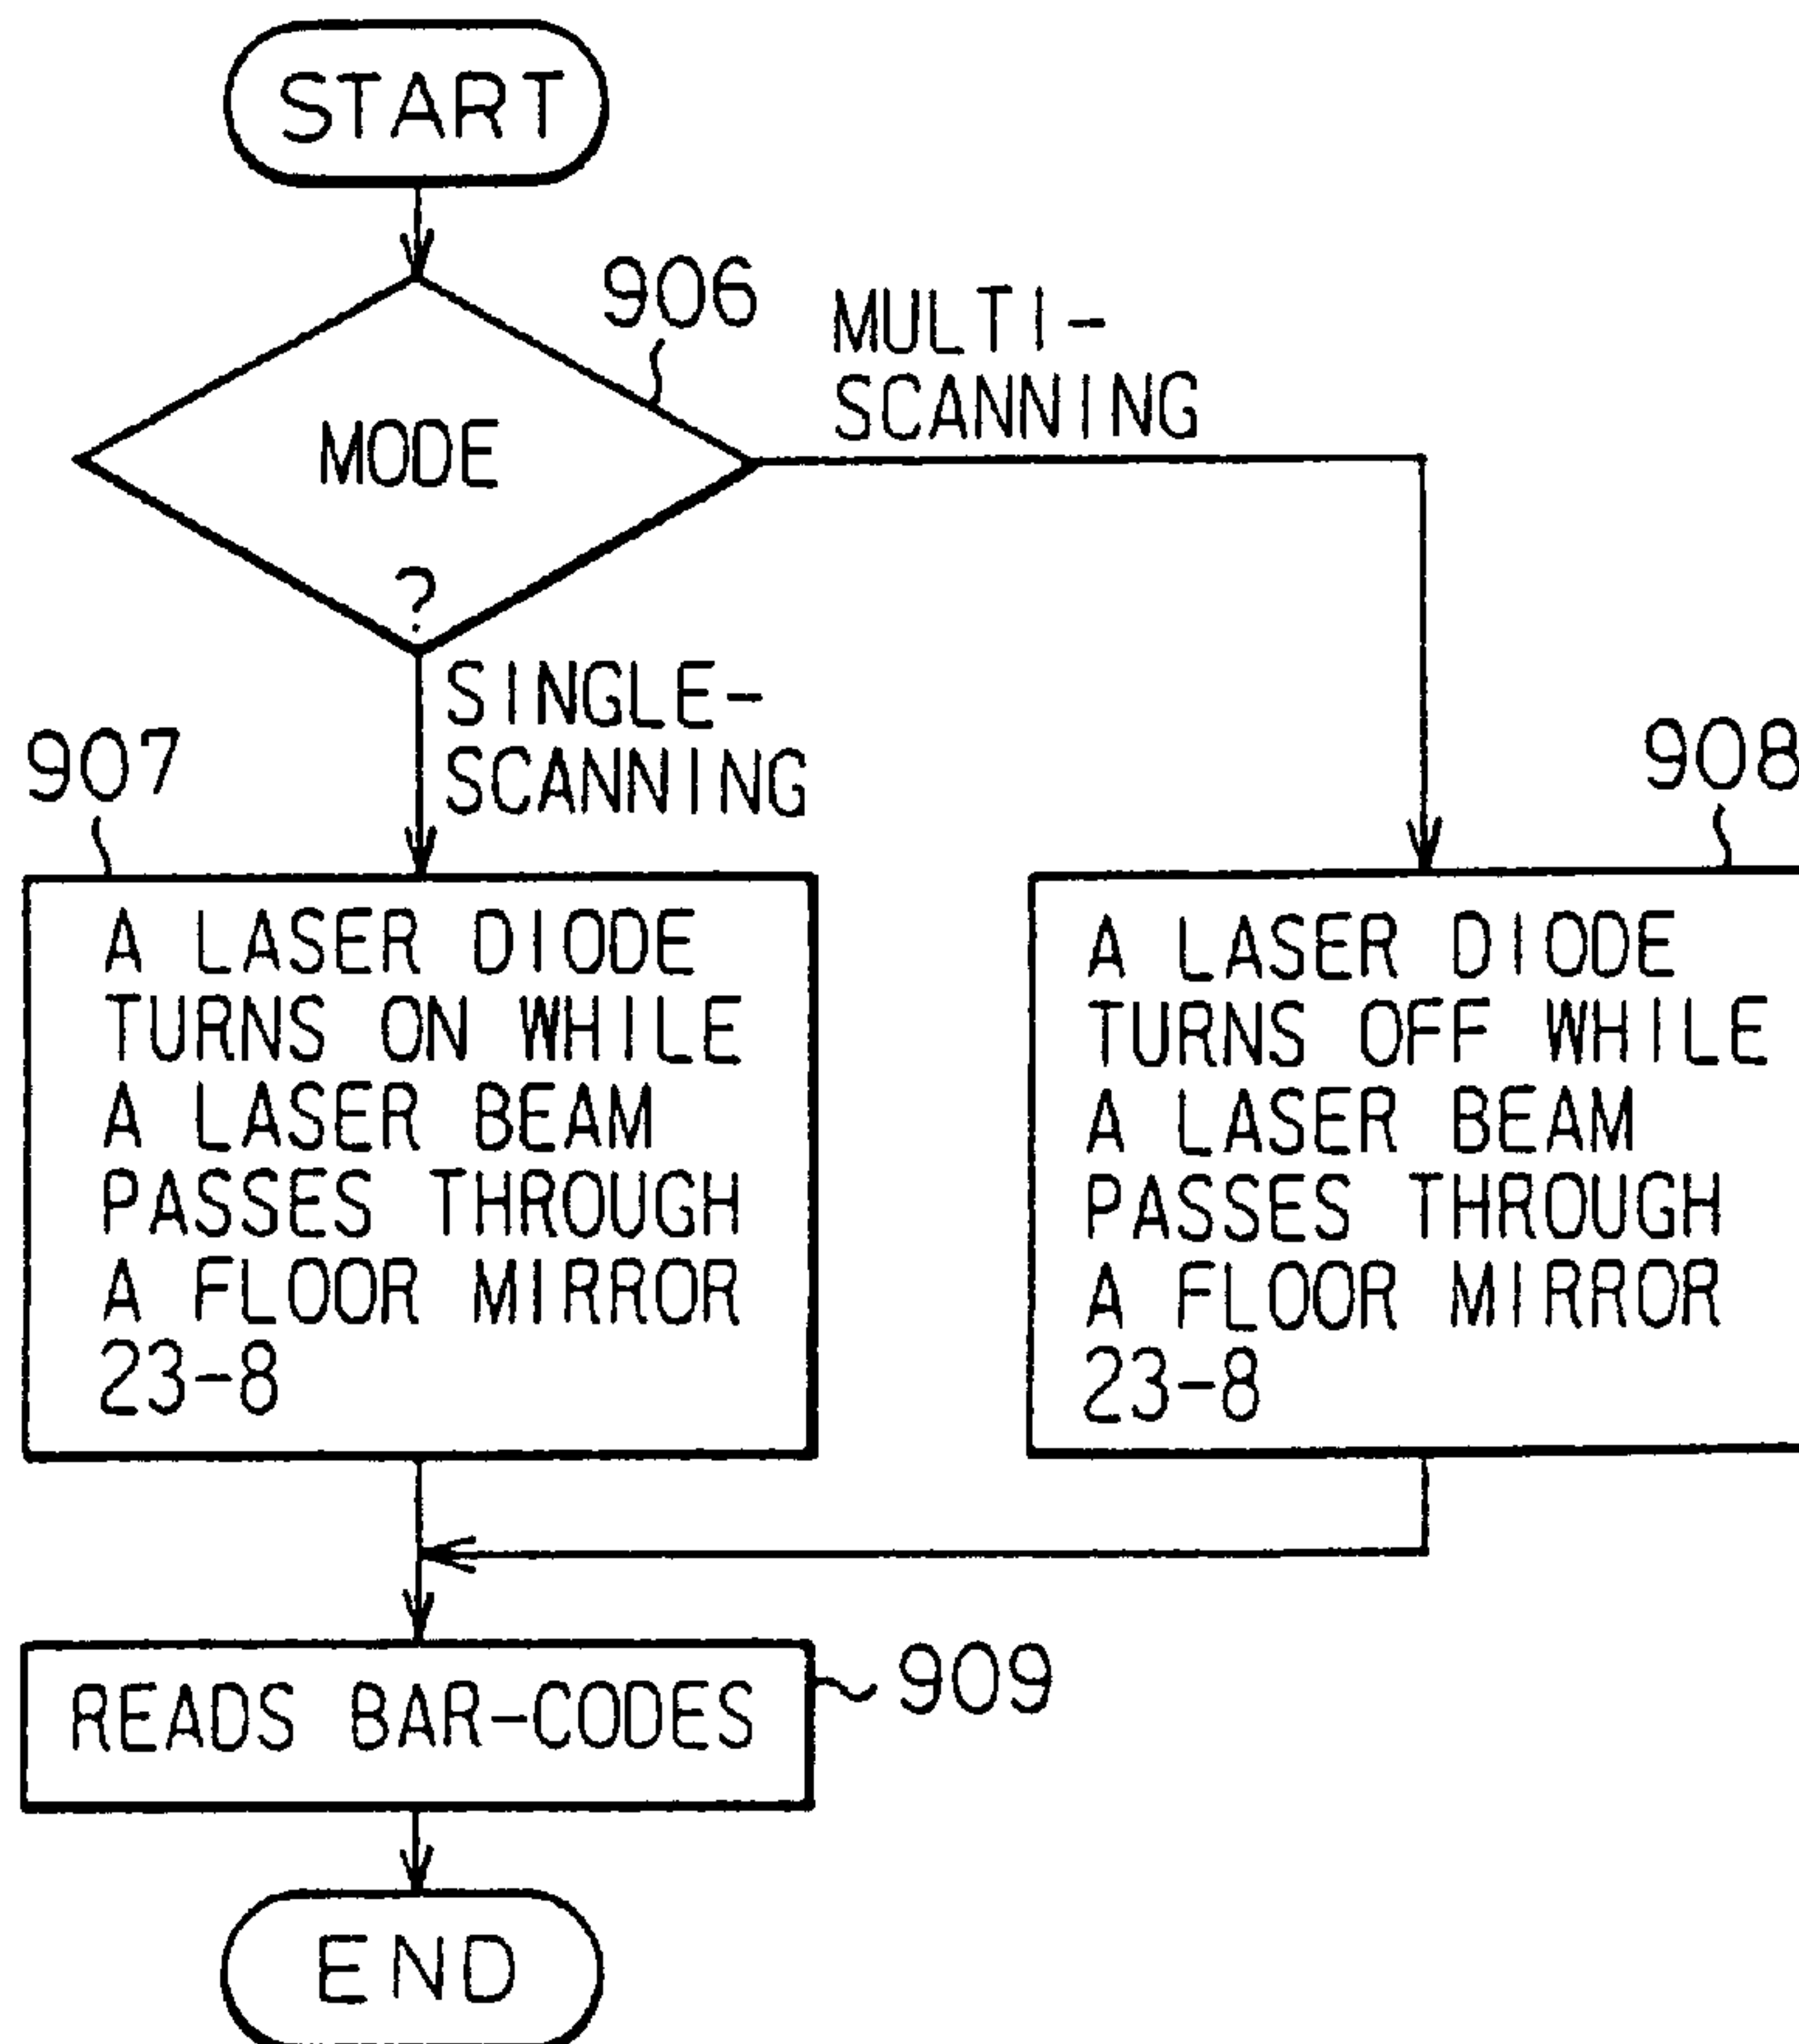 START
906
MULTI-
SCANNING
MODE
?
SINGLE-
SCANNING
907
908
A LASER DIODE
TURNS ON WHILE
A LASER BEAM
PASSES THROUGH
A FLOOR MIRROR
23-8
A LASER DIODE
TURNS OFF WHILE
A LASER BEAM
PASSES THROUGH
A FLOOR MIRROR
23-8
READS BAR-CODES
909
END